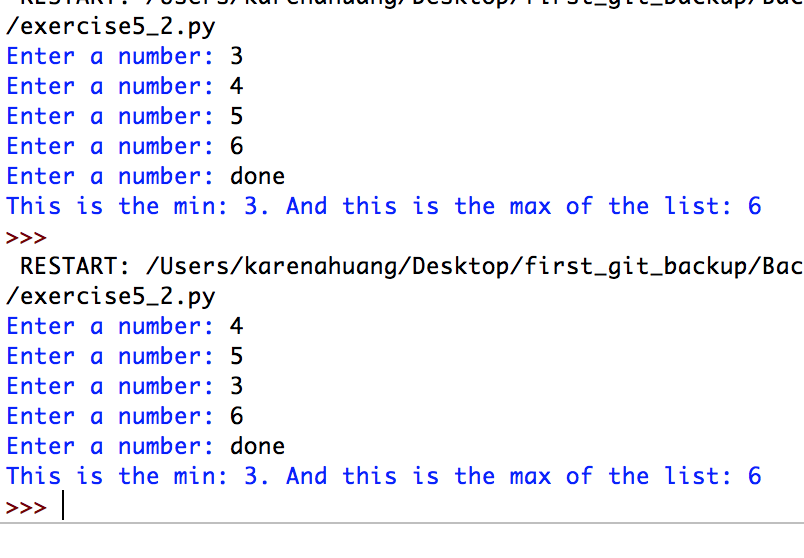 RESTART: /Users/karenahuang/Desktop/first_git_backup/Bac
/exercise5_2.py
Enter a number: 3
Enter a number: 4
Enter a number: 5
Enter a number: 6
Enter a number: done
This is the min: 3. And this is the max of the list: 6
>>>
RESTART: /Users/karenahuang/Desktop/first_git_backup/Bac
/exercise5_2.py
Enter a number: 4
Enter a number: 5
Enter a number: 3
Enter a number: 6
Enter a number: done
This is the min: 3. And this is the max of the list: 6
>>>